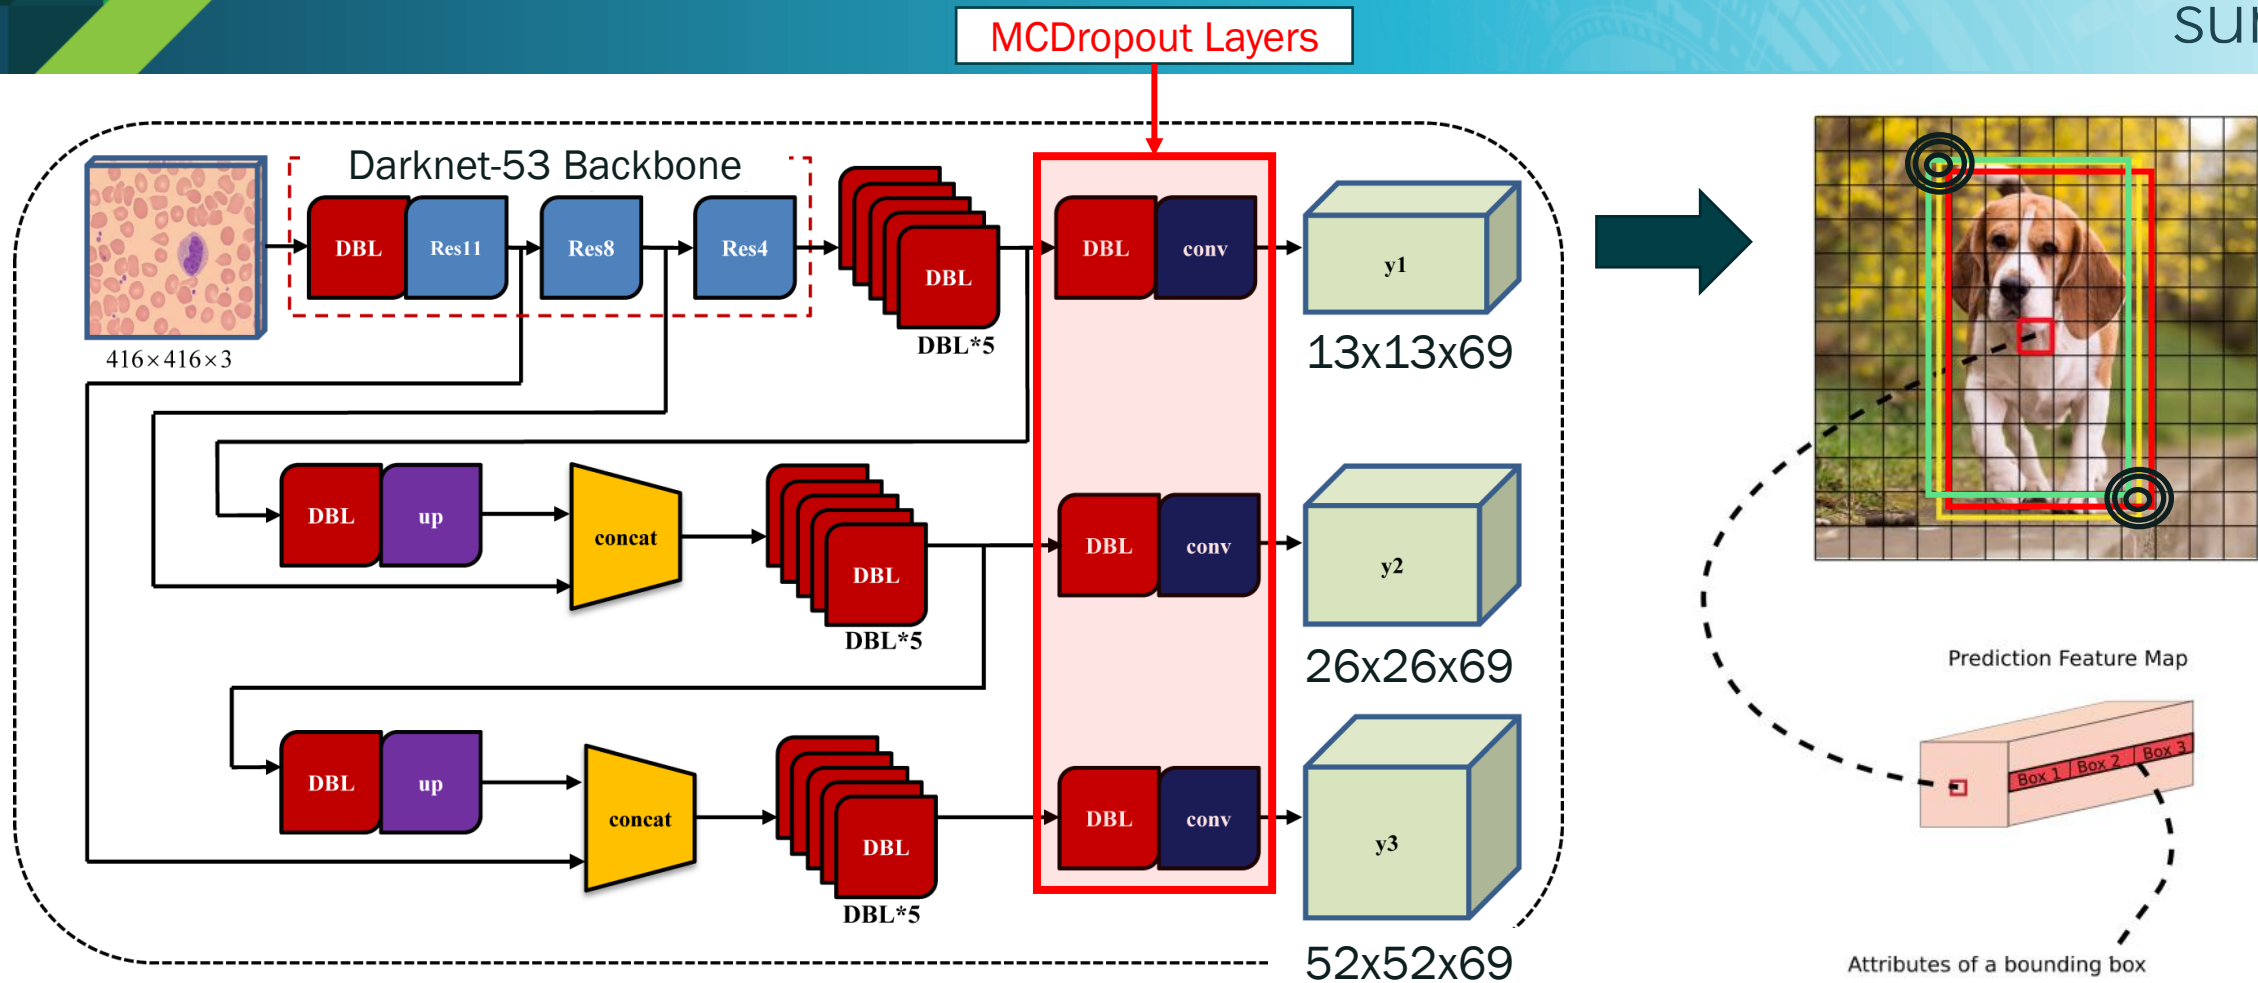 MCDropout Layers
sur
Darknet-53 Backbone
DBL
Res11
Res8
Res4
DBL
DBL*5
DBL
conv
y1
416×416×3
13x13x69
DBL
up
concat
DBL
DBL*5
DBL
conv
y2
26x26x69
DBL
up
concat
DBL
DBL*5
DBL
conv
y3
52x52x69
Prediction Feature Map
Box 1 Box 2 Box 3
Attributes of a bounding box